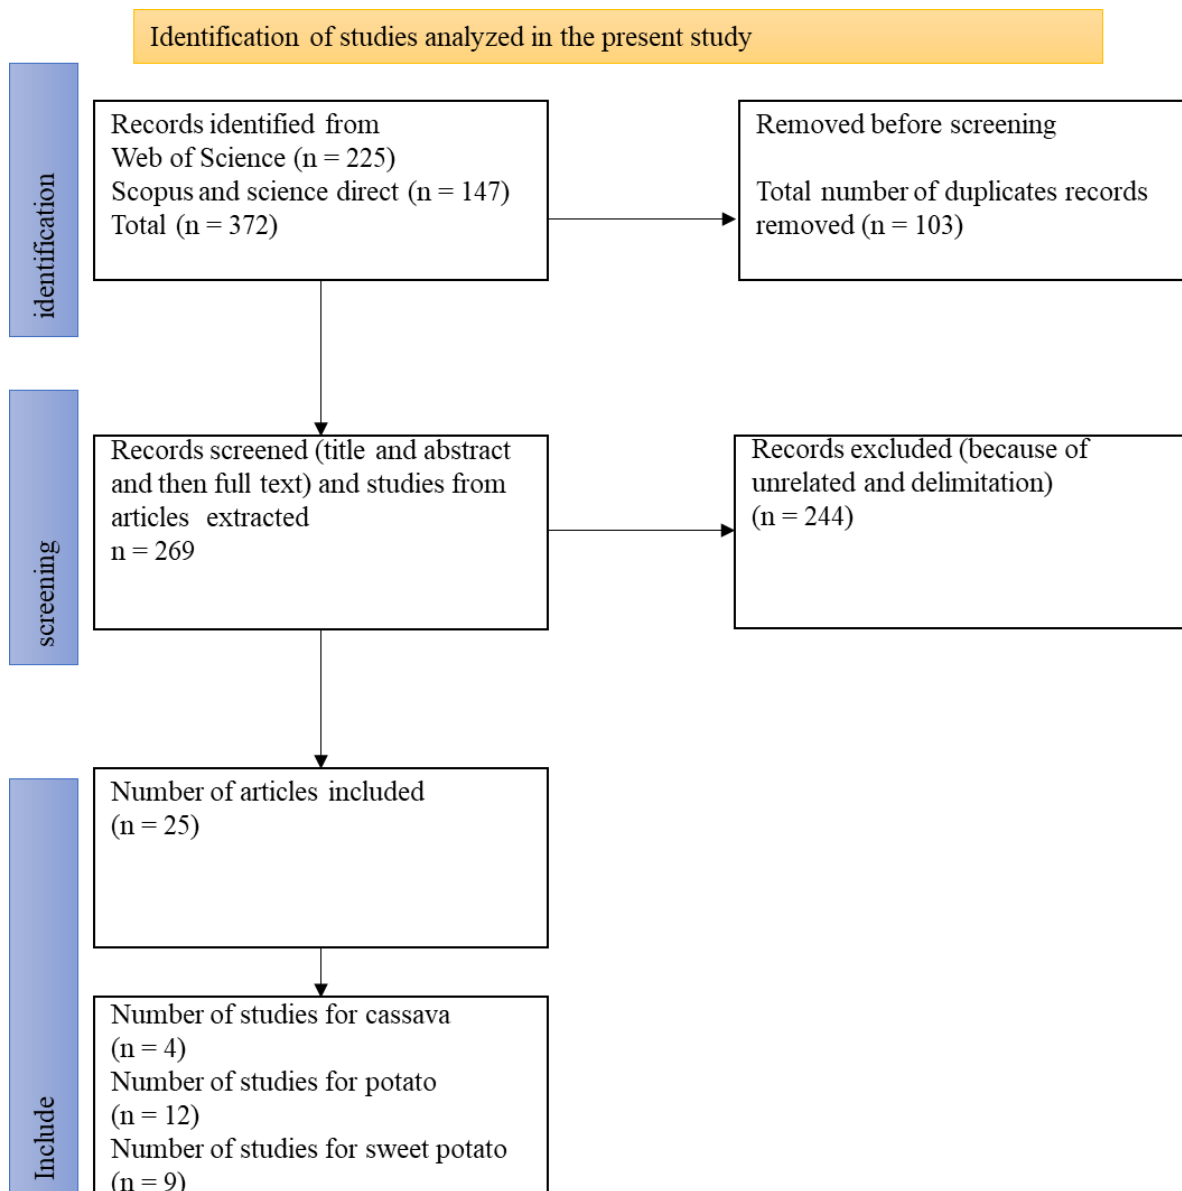 Identification of studies analyzed in the present study
identification
Records identified from
Web of Science (n = 225)
Scopus and science direct (n = 147)
Total (n = 372)
Removed before screening
Total number of duplicates records
removed (n = 103)
screening
Records screened (title and abstract
and then full text) and studies from
articles extracted
n = 269
Records excluded (because of
unrelated and delimitation)
(n = 244)
Include
Number of articles included
(n = 25)
Number of studies for cassava
(n = 4)
Number of studies for potato
(n = 12)
Number of studies for sweet potato
(n = 9)